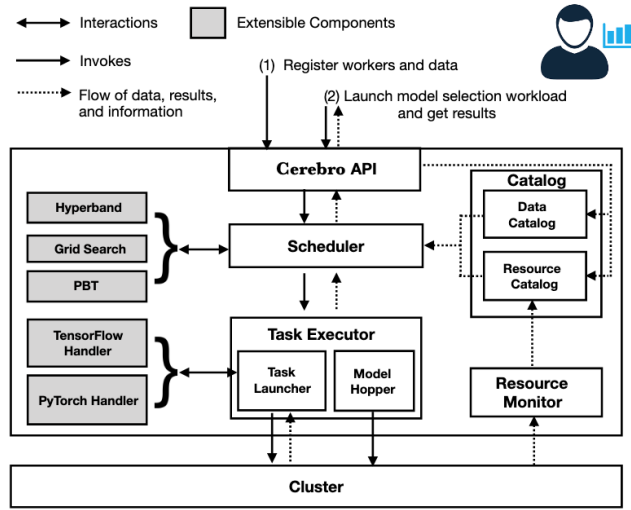 Interactions
Extensible Components
Invokes
Flow of data, results,
and information
(1) Register workers and data
(2) Launch model selection workload
and get results
Cerebro API
Catalog
Data
Catalog
Resource
Catalog
Hyperband
Grid Search
PBT
Scheduler
TensorFlow
Handler
PyTorch Handler
Task Executor
Task
Launcher
Model
Hopper
Resource
Monitor
Cluster